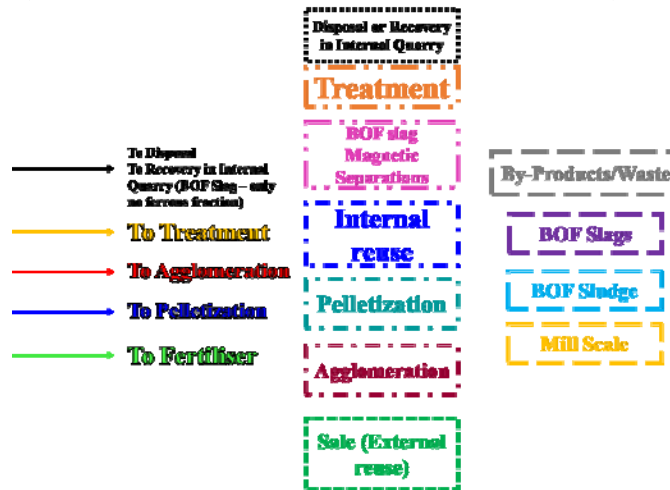 Disposal or Recovery
in Internal Quarry
Treatment
BOF slag
Magnetic
Separations
Internal
reuse
Pelletization
Agglomeration
Sale (External
reuse)
To Disposal
To Recovery in Internal
Quarry (BOF Slag – only
no ferrous fraction)
To Treatment
To Agglomeration
To Pelletization
To Fertiliser
By-Products/Waste
BOF Slags
BOF Sludge
Mill Scale